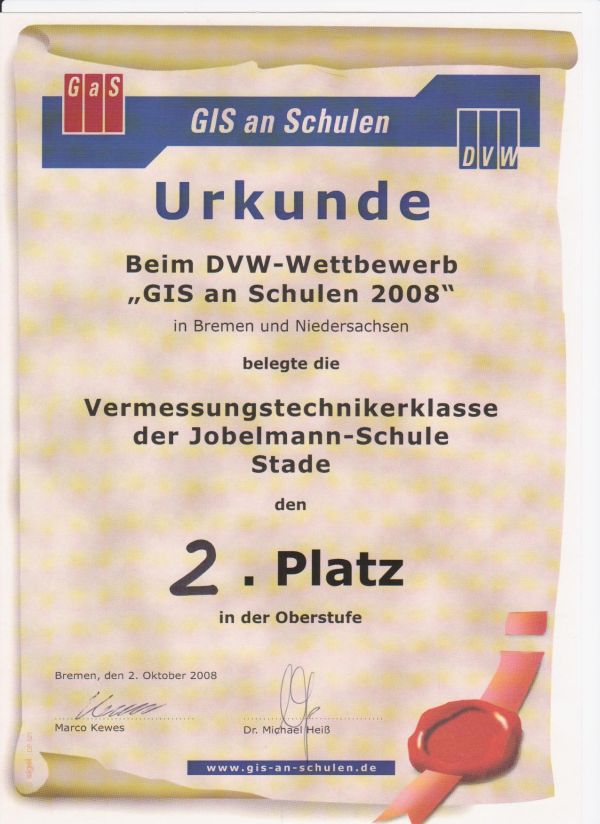 GaS
GIS an Schulen
DVW
Urkunde
Beim DVW-Wettbewerb
„GIS an Schulen 2008“
in Bremen und Niedersachsen
belegte die
Vermessungstechnikerklasse
der Jobelmann-Schule
Stade
den
2. Platz
in der Oberstufe
Bremen, den 2. Oktober 2008
Marco Kewes
Dr. Michael Heiß
www.gis-an-schulen.de